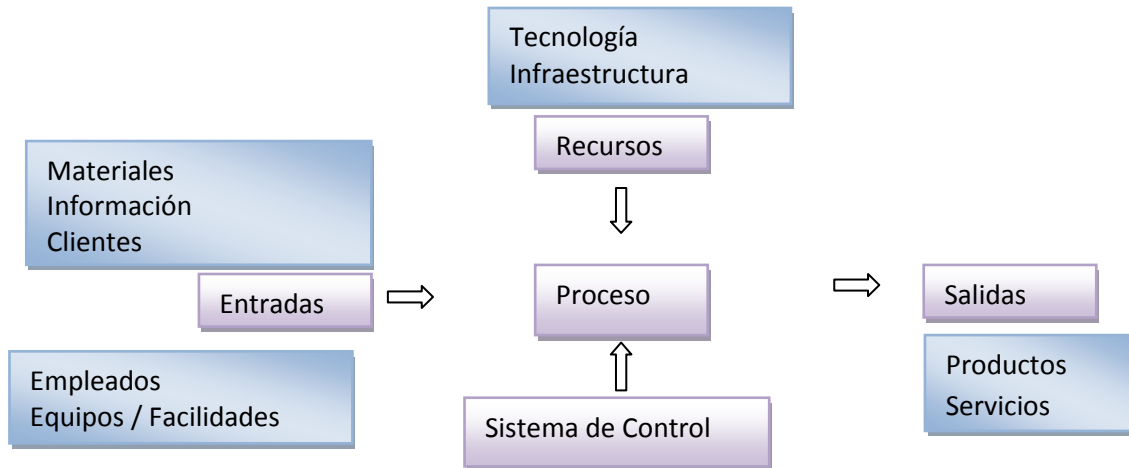 Tecnología
Infraestructura
Recursos
Materiales
Información
Clientes
Entradas
Proceso
Salidas
Empleados
Equipos / Facilidades
Sistema de Control
Productos
Servicios